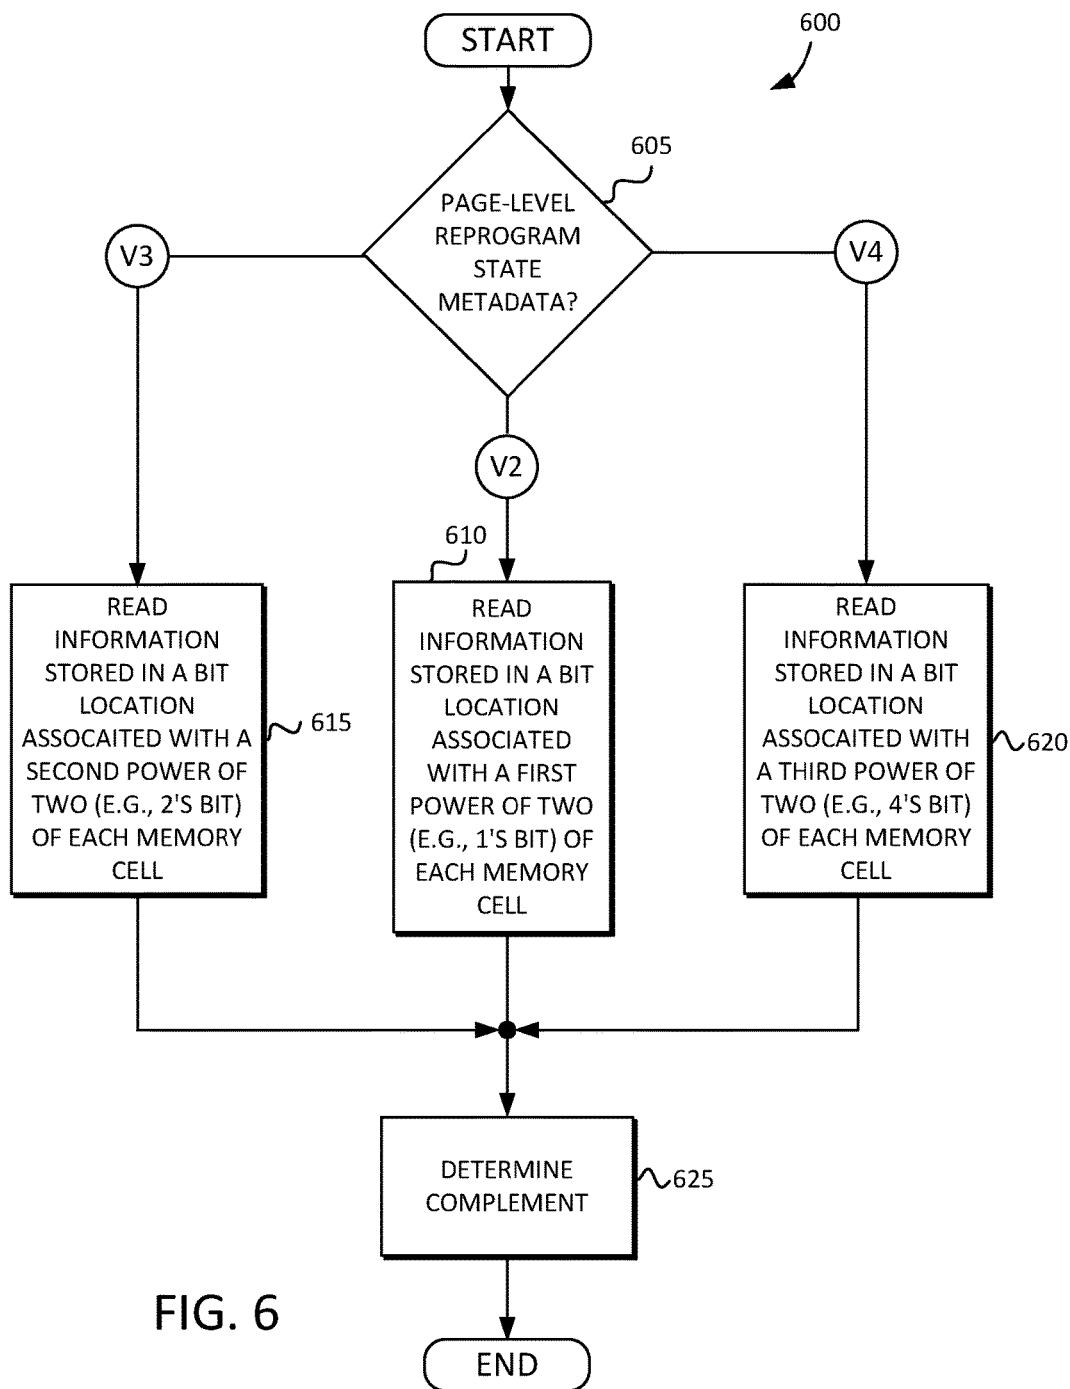 START
600
605
PAGE-LEVEL
REPROGRAM
STATE
METADATA?
V3
V4
V2
610
READ
INFORMATION
STORED IN A BIT
LOCATION
ASSOCAITED WITH A
SECOND POWER OF
TWO (E.G., 2'S BIT)
OF EACH MEMORY
CELL
615
READ
INFORMATION
STORED IN A BIT
LOCATION
ASSOCIATED
WITH A FIRST
POWER OF TWO
(E.G., 1'S BIT) OF
EACH MEMORY
CELL
READ
INFORMATION
STORED IN A BIT
LOCATION
ASSOCAITED WITH
A THIRD POWER OF
TWO (E.G., 4'S BIT)
OF EACH MEMORY
CELL
620
DETERMINE
COMPLEMENT
625
FIG. 6
END